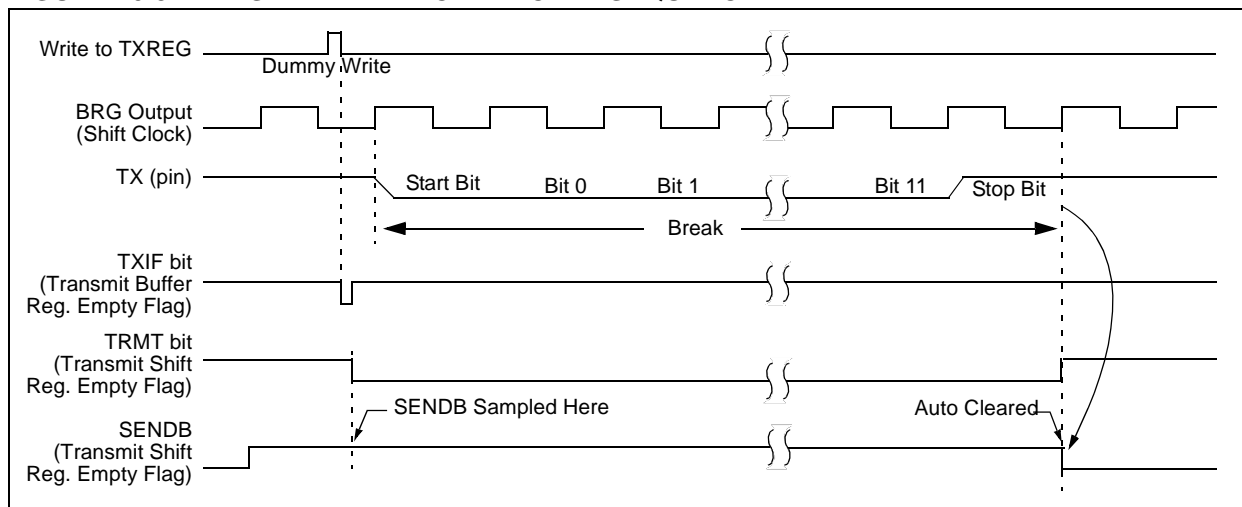 Write to TXREG
Dummy Write
BRG Output
(Shift Clock)
TX (pin)
Start Bit
Bit 0
Bit 1
Bit 11
Stop Bit
Break
TXIF bit
(Transmit Buffer
Reg. Empty Flag)
TRMT bit
(Transmit Shift
Reg. Empty Flag)
SENDB Sampled Here
Auto Cleared
SENDB
(Transmit Shift
Reg. Empty Flag)